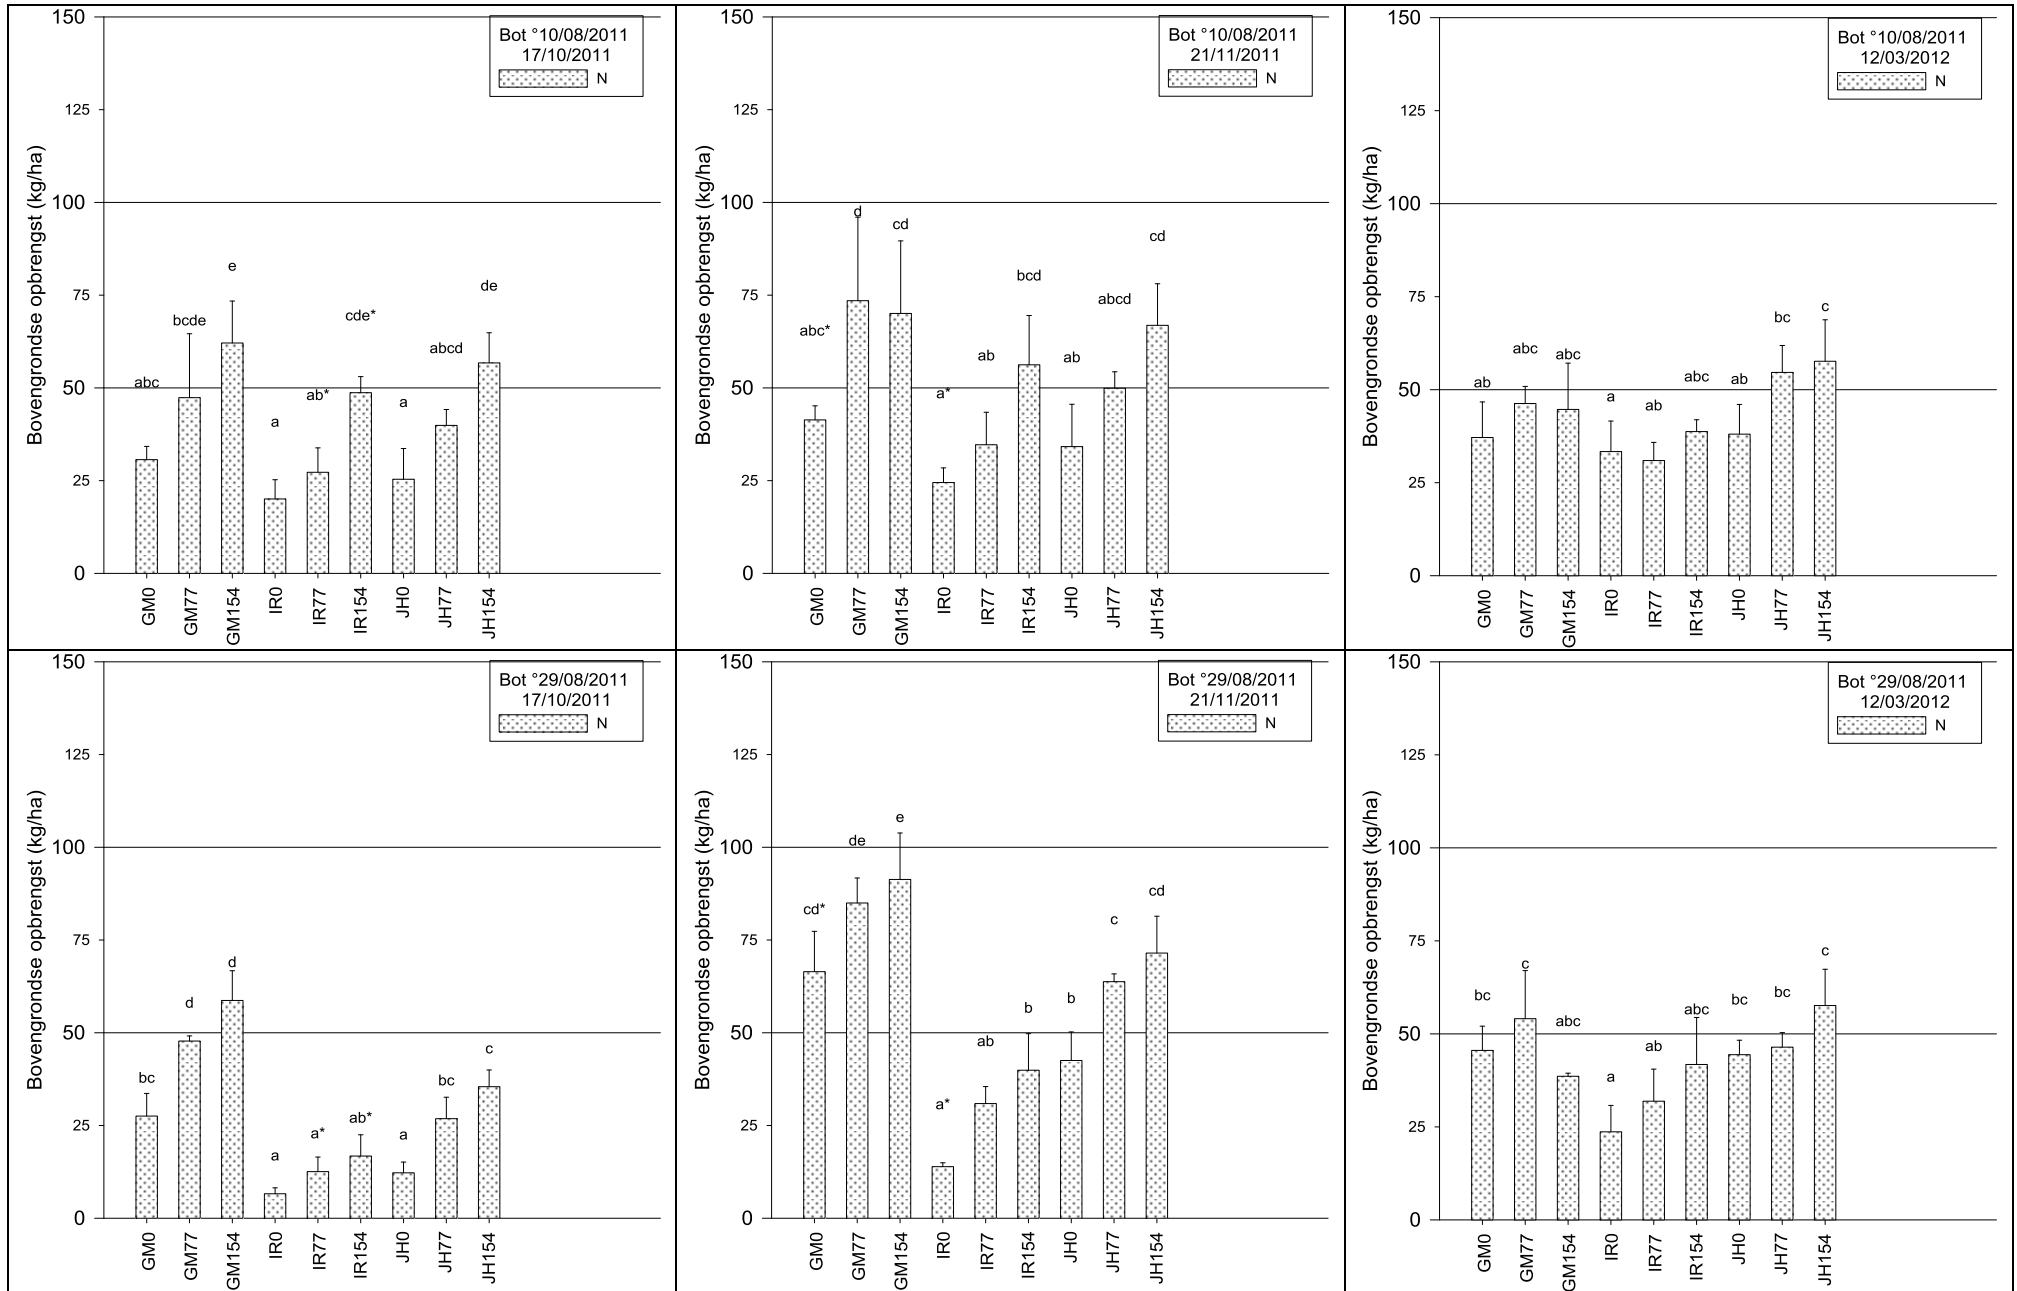 150
125
100
75
50
25
0
Bovengrondse opbrengst (kg/ha)
Bot °10/08/2011
17/10/2011
N
abc
bcde
e
a
ab*
cde*
a
abcd
de
GM0
GM77
GM154
IR0
IR77
IR154
JH0
JH77
JH154
150
125
100
75
50
25
0
Bovengrondse opbrengst (kg/ha)
Bot °10/08/2011
21/11/2011
N
abc*
d
cd
a*
ab
bcd
ab
abcd
cd
GM0
GM77
GM154
IR0
IR77
IR154
JH0
JH77
JH154
150
125
100
75
50
25
0
Bovengrondse opbrengst (kg/ha)
Bot °10/08/2011
12/03/2012
N
ab
abc
abc
a
ab
abc
ab
bc
c
GM0
GM77
GM154
IR0
IR77
IR154
JH0
JH77
JH154
150
125
100
75
50
25
0
Bovengrondse opbrengst (kg/ha)
Bot °29/08/2011
17/10/2011
N
bc
d
d
a
a*
ab*
a
bc
c
GM0
GM77
GM154
IR0
IR77
IR154
JH0
JH77
JH154
150
125
100
75
50
25
0
Bovengrondse opbrengst (kg/ha)
Bot °29/08/2011
21/11/2011
N
cd*
de
e
a*
ab
b
b
c
cd
GM0
GM77
GM154
IR0
IR77
IR154
JH0
JH77
JH154
150
125
100
75
50
25
0
Bovengrondse opbrengst (kg/ha)
Bot °29/08/2011
12/03/2012
N
bc
c
abc
a
ab
abc
bc
bc
c
GM0
GM77
GM154
IR0
IR77
IR154
JH0
JH77
JH154